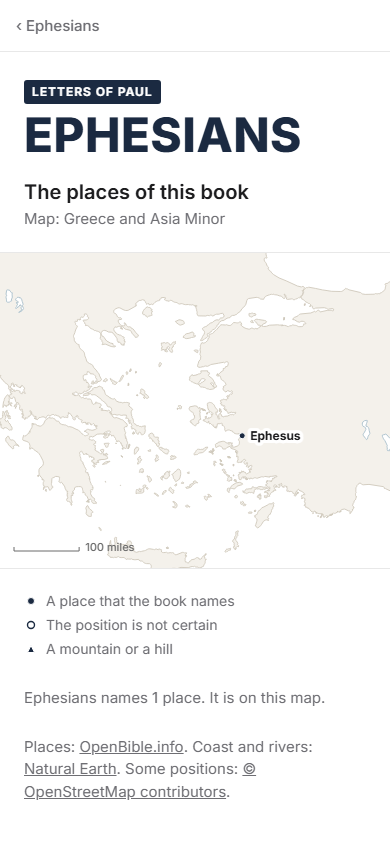 ‹ Ephesians
LETTERS OF PAUL
EPHESIANS
The places of this book
Map: Greece and Asia Minor
Ephesus
100 miles
A place that the book names
The position is not certain
A mountain or a hill
Ephesians names 1 place. It is on this map.
Places: OpenBible.info. Coast and rivers:
Natural Earth. Some positions: ©
OpenStreetMap contributors.